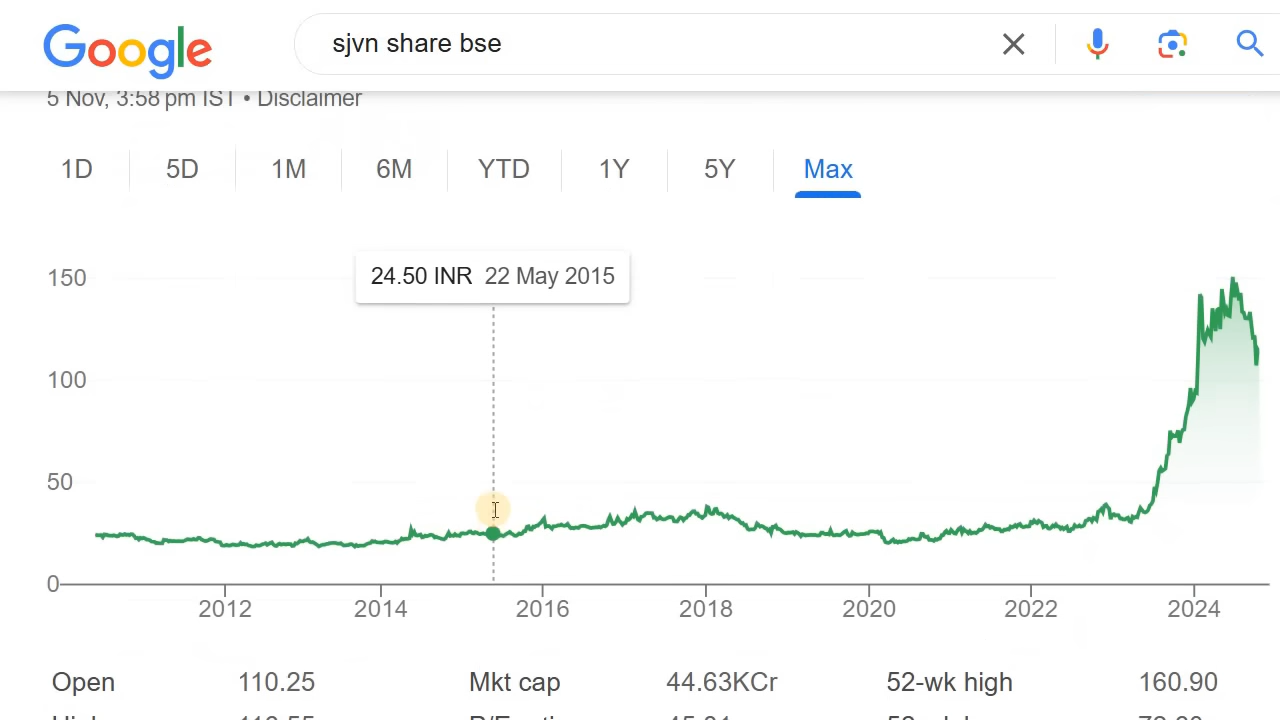 Google
sjvn share bse
5 Nov, 3:58 pm IST • Disclaimer
1D 5D 1M 6M YTD 1Y 5Y Max
24.50 INR 22 May 2015
150
100
50
0
2012 2014 2016 2018 2020 2022 2024
Open 110.25 Mkt cap 44.63KCr 52-wk high 160.90